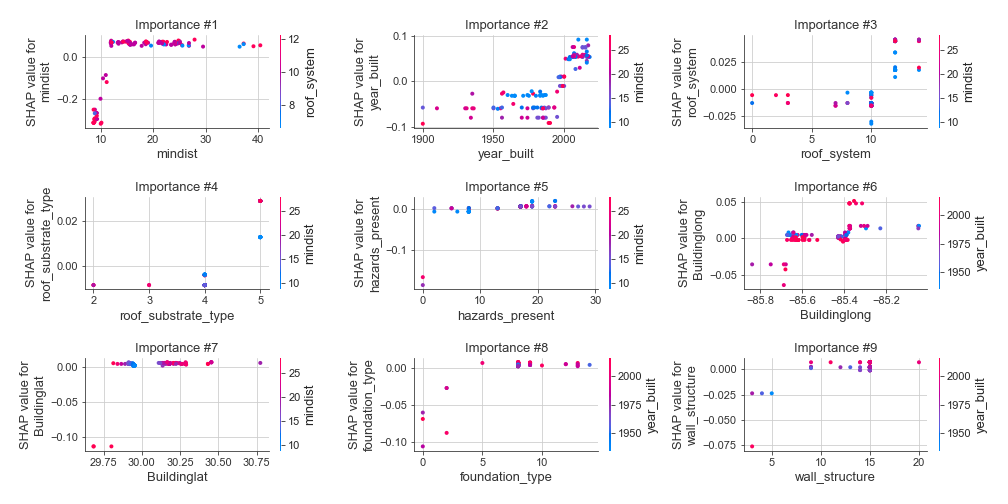 Importance #1
SHAP value for
mindist
0.0
−0.2
10
20
30
40
mindist
12
10
8
roof_system
Importance #2
SHAP value for
year_built
0.1
0.0
−0.1
1900
1950
2000
year_built
25
20
15
10
mindist
Importance #3
SHAP value for
roof_system
0.025
0.000
−0.025
0
5
10
roof_system
25
20
15
10
mindist
Importance #4
SHAP value for
roof_substrate_type
0.02
0.00
2
3
4
5
roof_substrate_type
25
20
15
10
mindist
Importance #5
SHAP value for
hazards_present
0.0
−0.1
0
10
20
30
hazards_present
25
20
15
10
mindist
Importance #6
SHAP value for
Buildinglong
0.05
0.00
−0.05
−85.8
−85.6
−85.4
−85.2
Buildinglong
2000
1975
1950
year_built
Importance #7
SHAP value for
Buildinglat
0.00
−0.05
−0.10
29.75
30.00
30.25
30.50
30.75
Buildinglat
25
20
15
10
mindist
Importance #8
SHAP value for
foundation_type
0.00
−0.05
−0.10
0
5
10
foundation_type
2000
1975
1950
year_built
Importance #9
SHAP value for
wall_structure
0.000
−0.025
−0.050
−0.075
5
10
15
20
wall_structure
2000
1975
1950
year_built